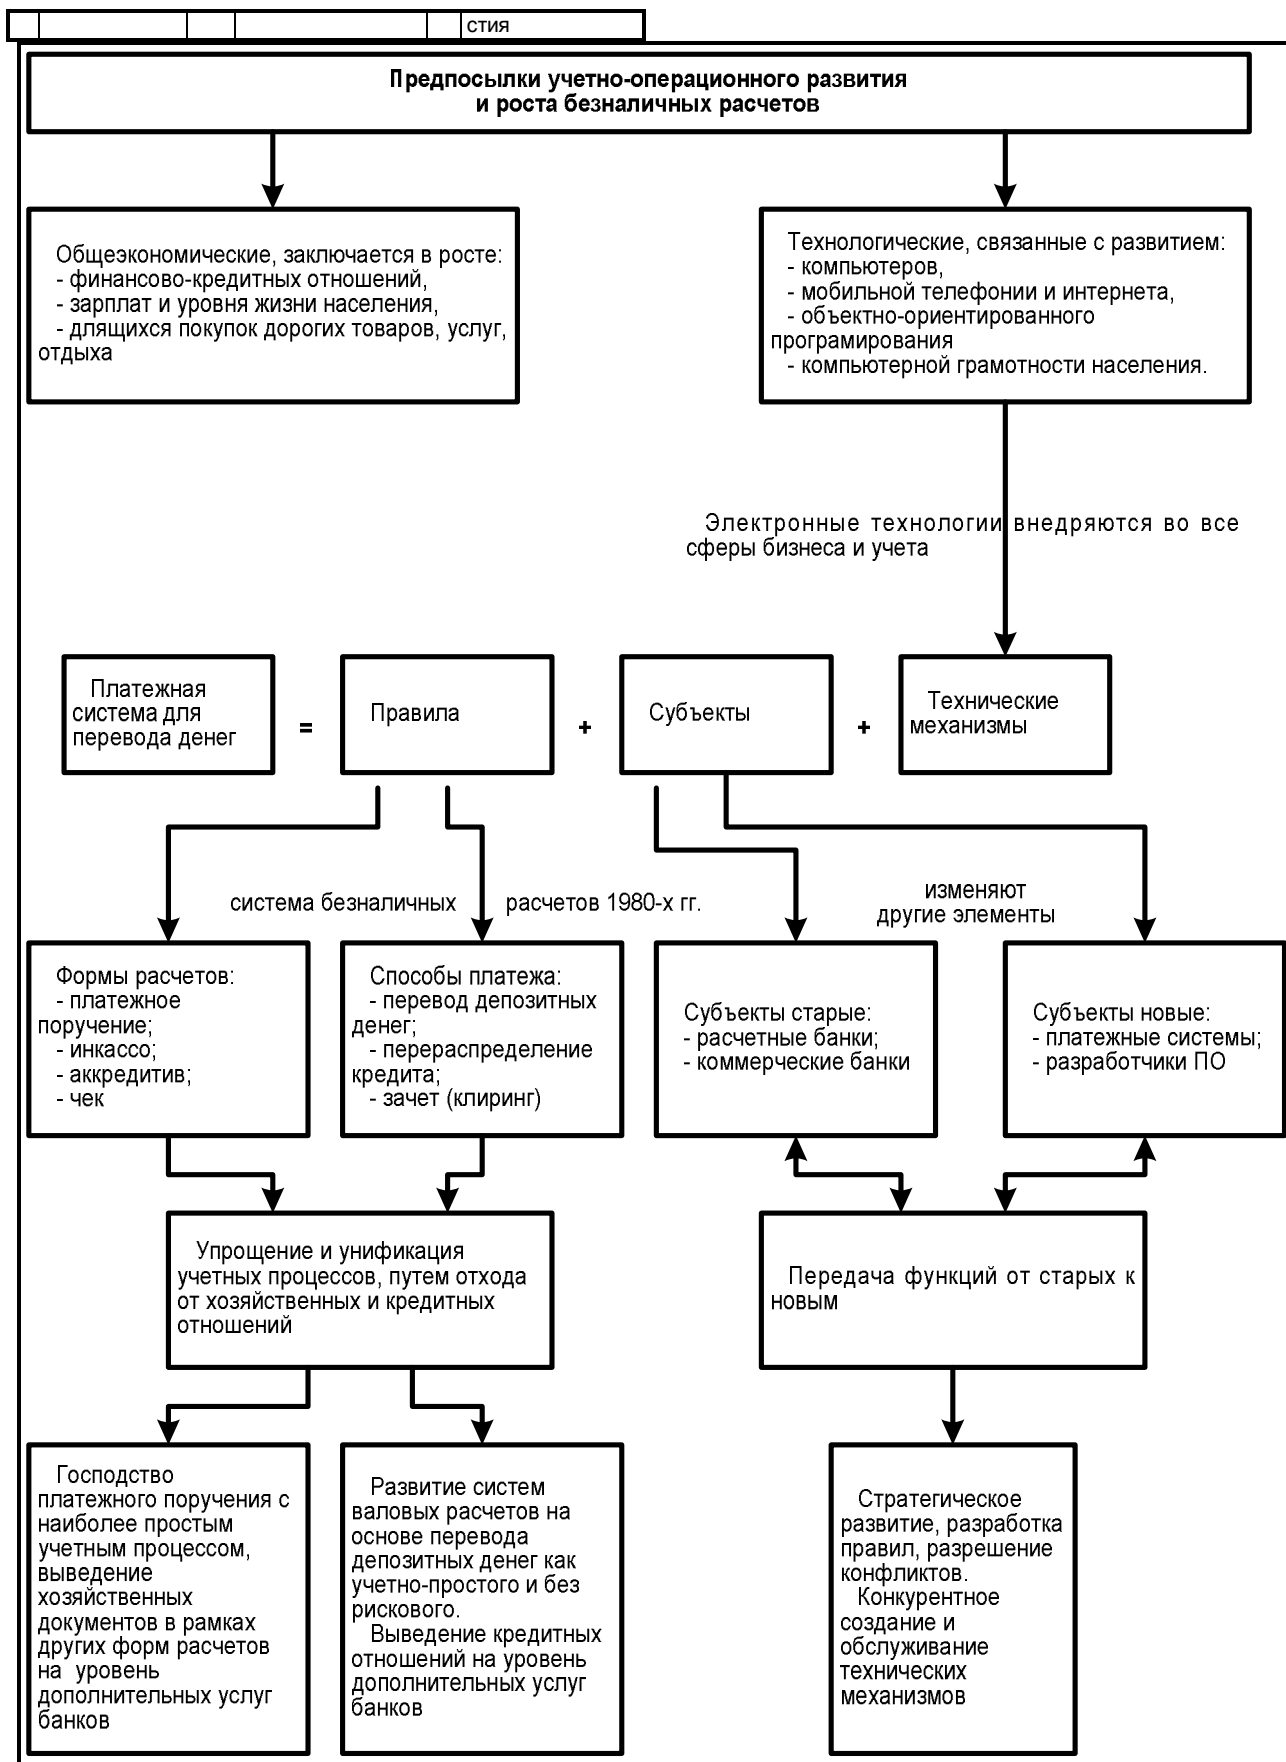 стия
Предпосылки учетно-операционного развития
и роста безналичных расчетов
Общеэкономические, заключается в росте:
- финансово-кредитных отношений,
- зарплат и уровня жизни населения,
- длящихся покупок дорогих товаров, услуг,
отдыха
Технологические, связанные с развитием:
- компьютеров,
- мобильной телефонии и интернета,
- объектно-ориентированного
програмирования
- компьютерной грамотности населения.
Электронные технологии внедряются во все
сферы бизнеса и учета
Платежная
система для
перевода денег
=
Правила
+
Субъекты
+
Технические
механизмы
система безналичных расчетов 1980-х гг.
изменяют
другие элементы
Формы расчетов:
- платежное
поручение;
- инкассо;
- аккредитив;
- чек
Способы платежа:
- перевод депозитных
денег;
- перераспределение
кредита;
- зачет (клиринг)
Субъекты старые:
- расчетные банки;
- коммерческие банки
Субъекты новые:
- платежные системы;
- разработчики ПО
Упрощение и унификация
учетных процессов, путем отхода
от хозяйственных и кредитных
отношений
Передача функций от старых к
новым
Господство
платежного поручения с
наиболее простым
учетным процессом,
выведение
хозяйственных
документов в рамках
других форм расчетов
на уровень
дополнительных услуг
банков
Развитие систем
валовых расчетов на
основе перевода
депозитных денег как
учетно-простого и без
рискового.
Выведение кредитных
отношений на уровень
дополнительных услуг
банков
Стратегическое
развитие, разработка
правил, разрешение
конфликтов.
Конкурентное
создание и
обслуживание
технических
механизмов